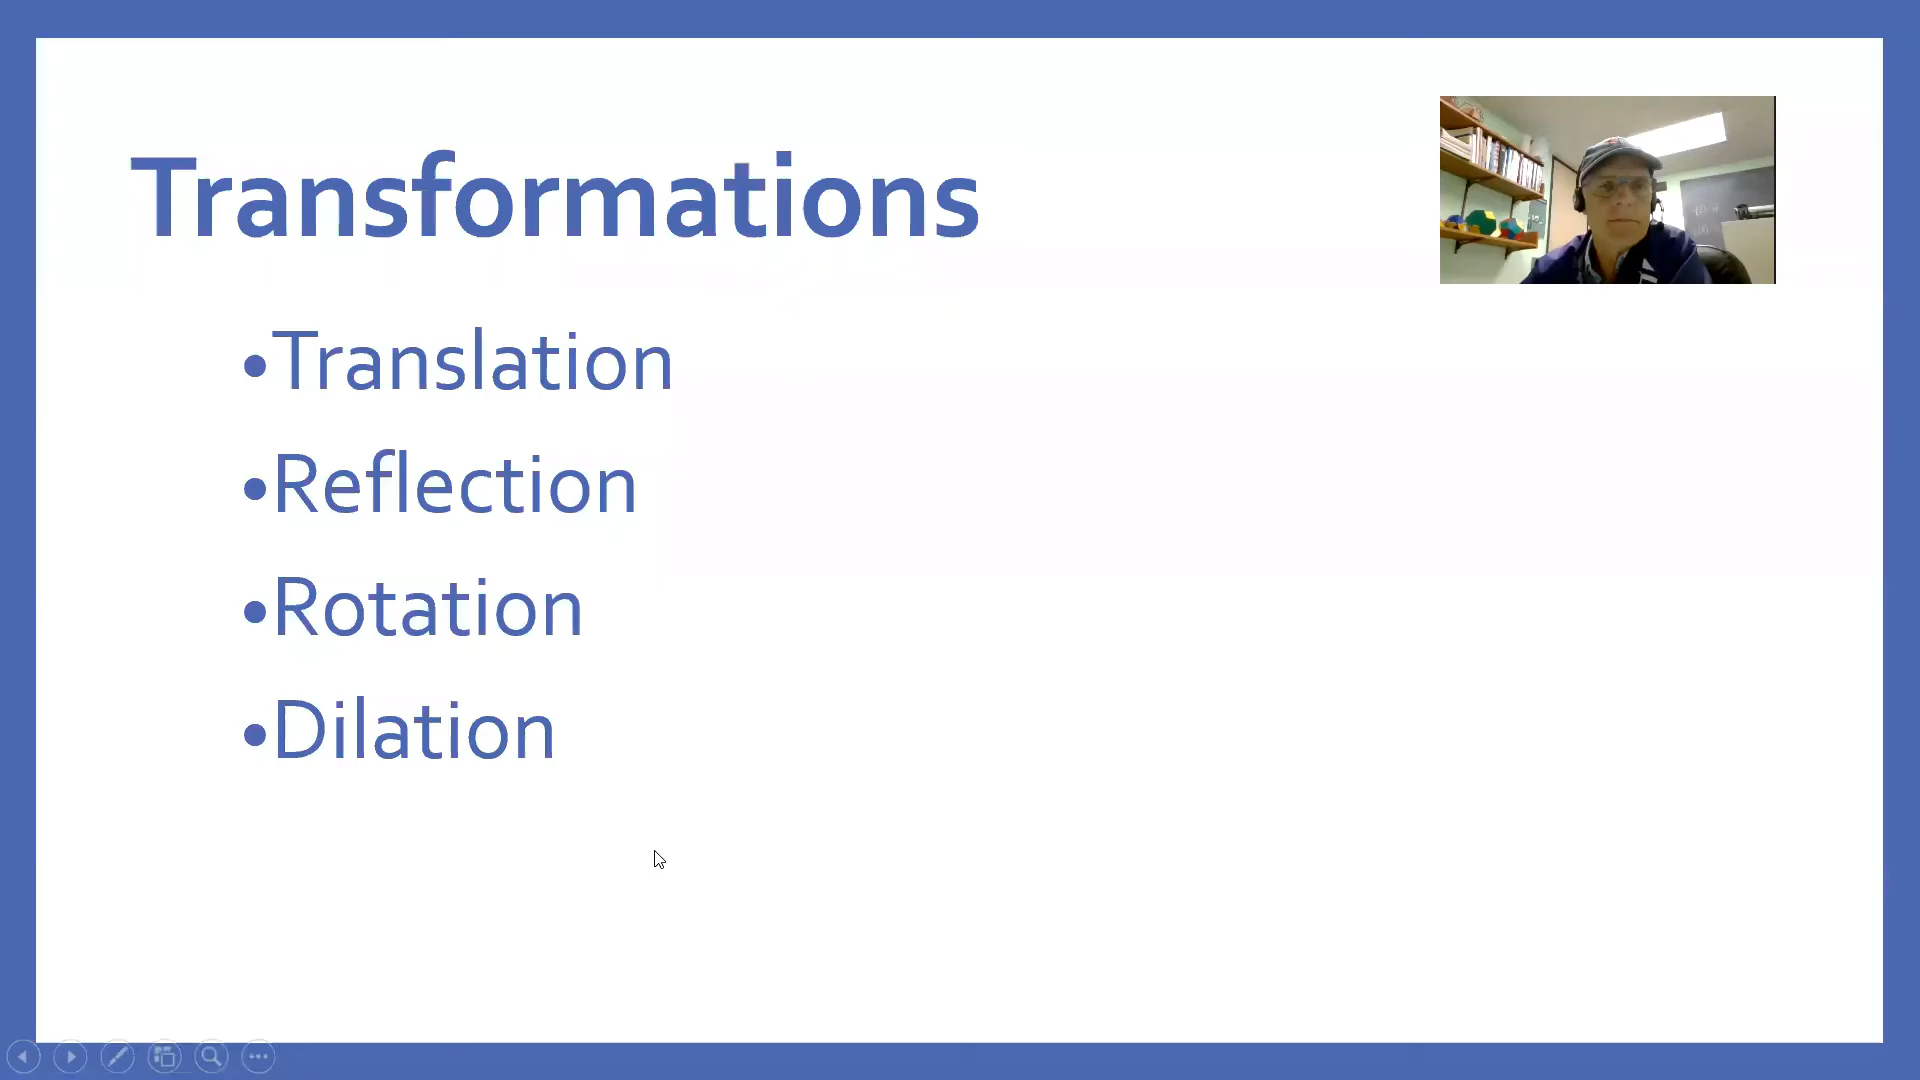 Transformations
•Translation
•Reflection
•Rotation
•Dilation